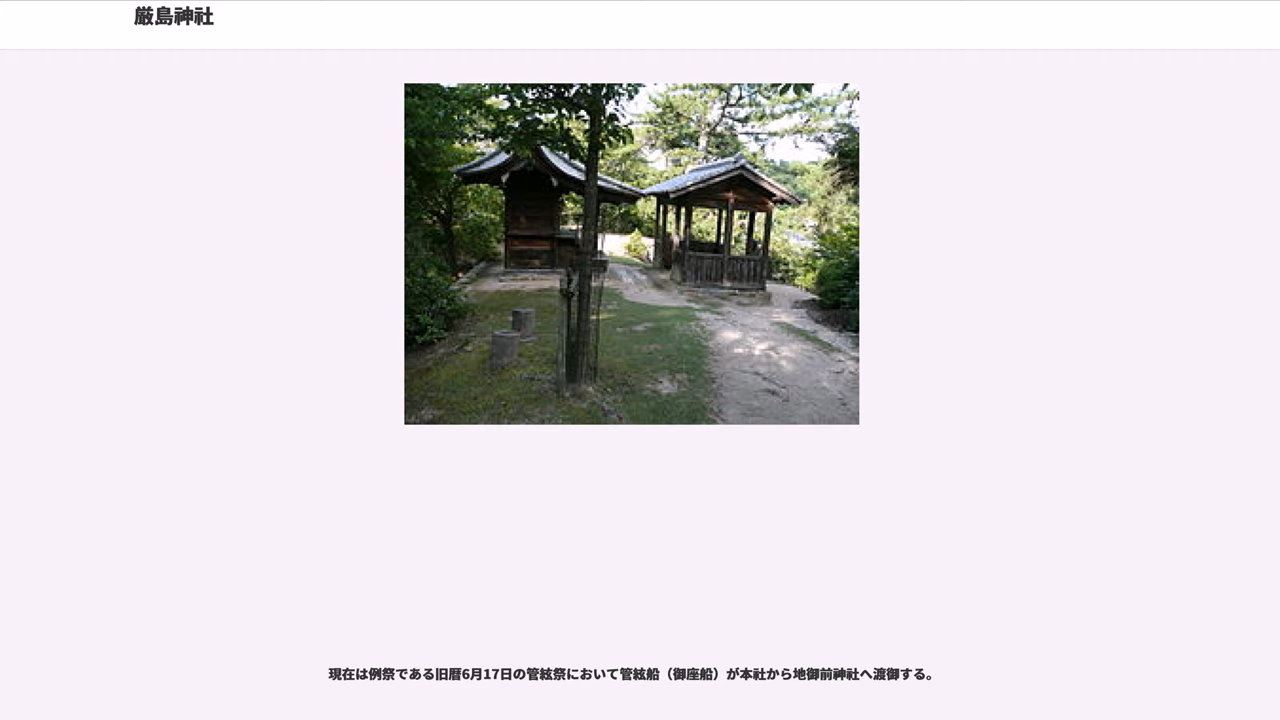 厳島神社
現在は例祭である旧暦6月17日の管絃祭において管絃船（御座船）が本社から地御前神社へ渡御する。